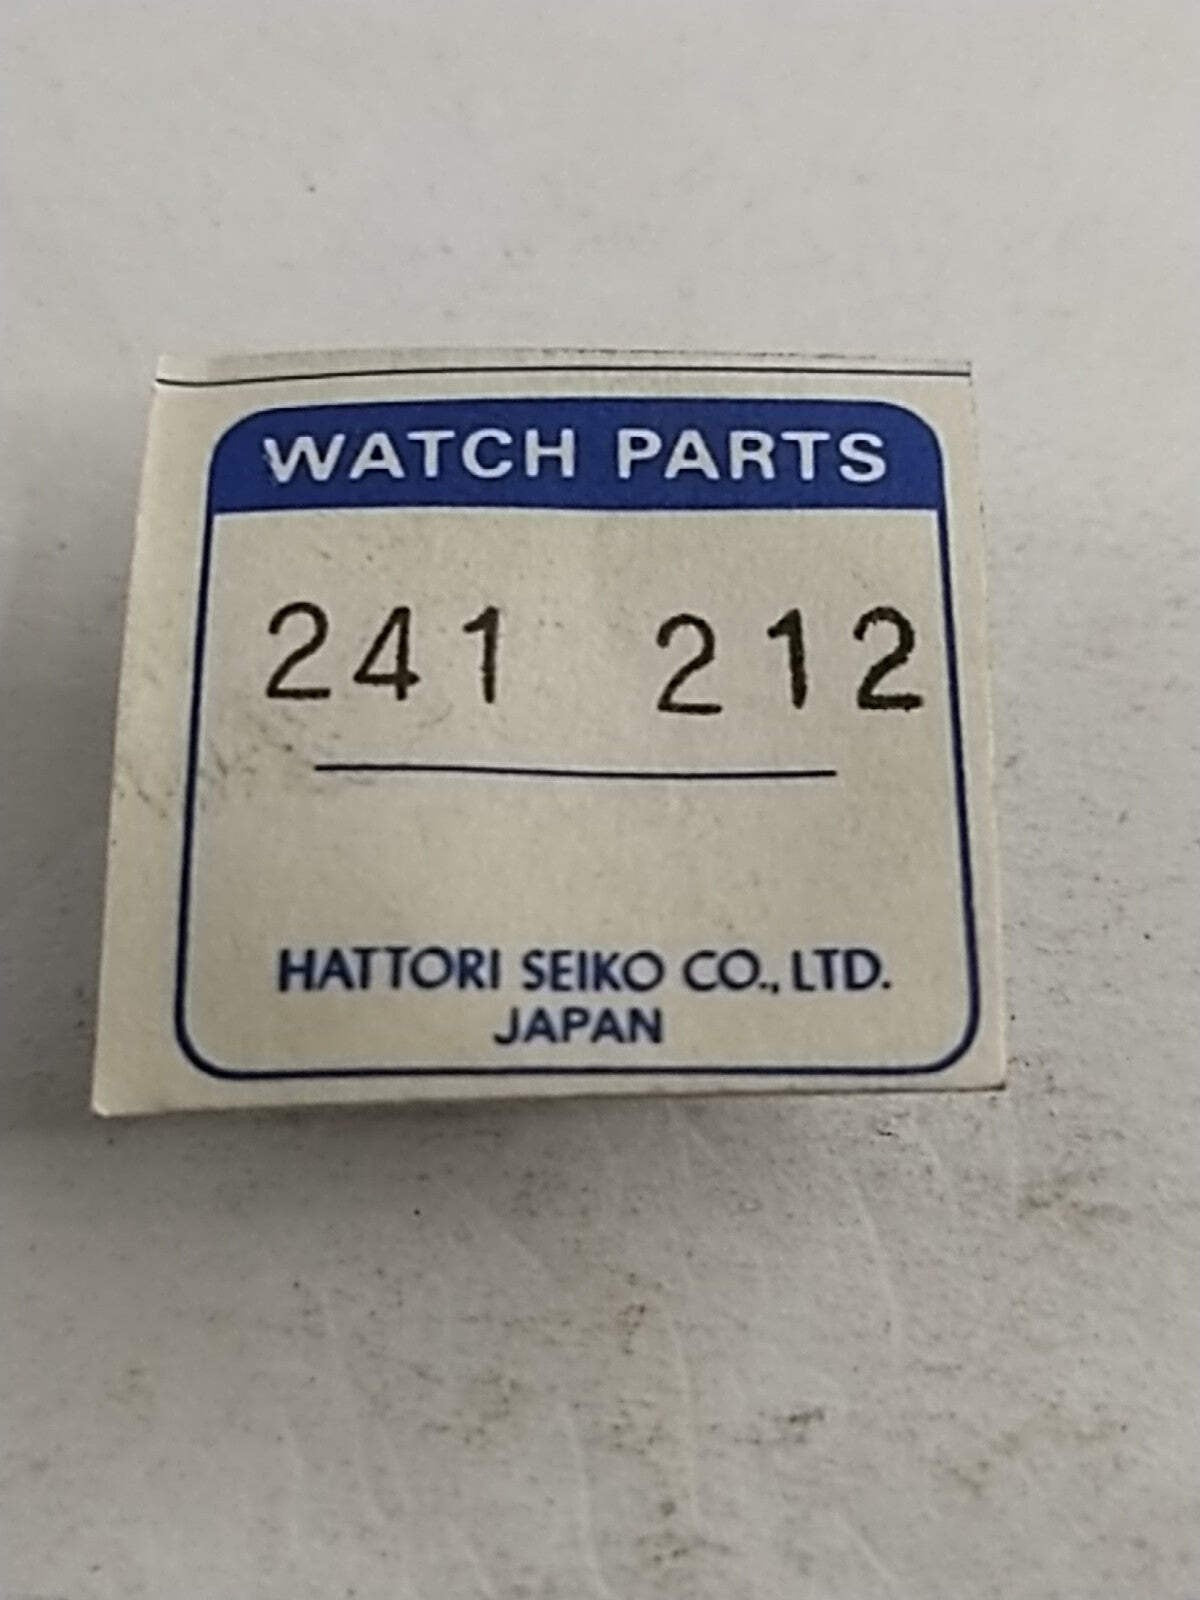 WATCH PARTS
241 212
HATTORI SEIKO CO., LTD.
JAPAN